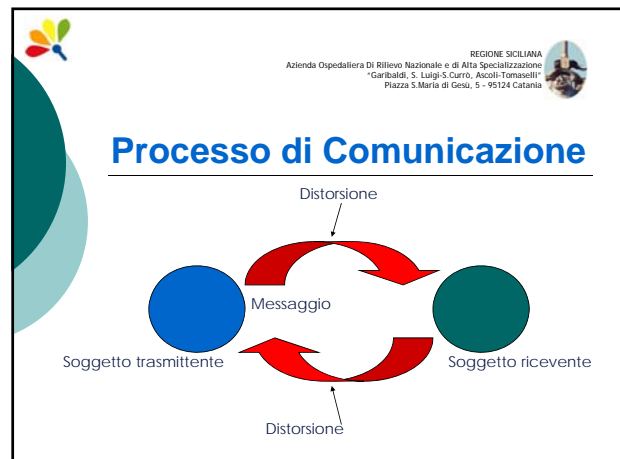 REGIONE SICILIANA
Azienda Ospedaliera Di Rilievo Nazionale e di Alta Specializzazione
"Garibaldi, S. Luigi-S.Currò, Ascoli-Tomaselli"
Piazza S.Maria di Gesù, 5 - 95124 Catania
Processo di Comunicazione
Distorsione
Messaggio
Soggetto trasmittente
Soggetto ricevente
Distorsione